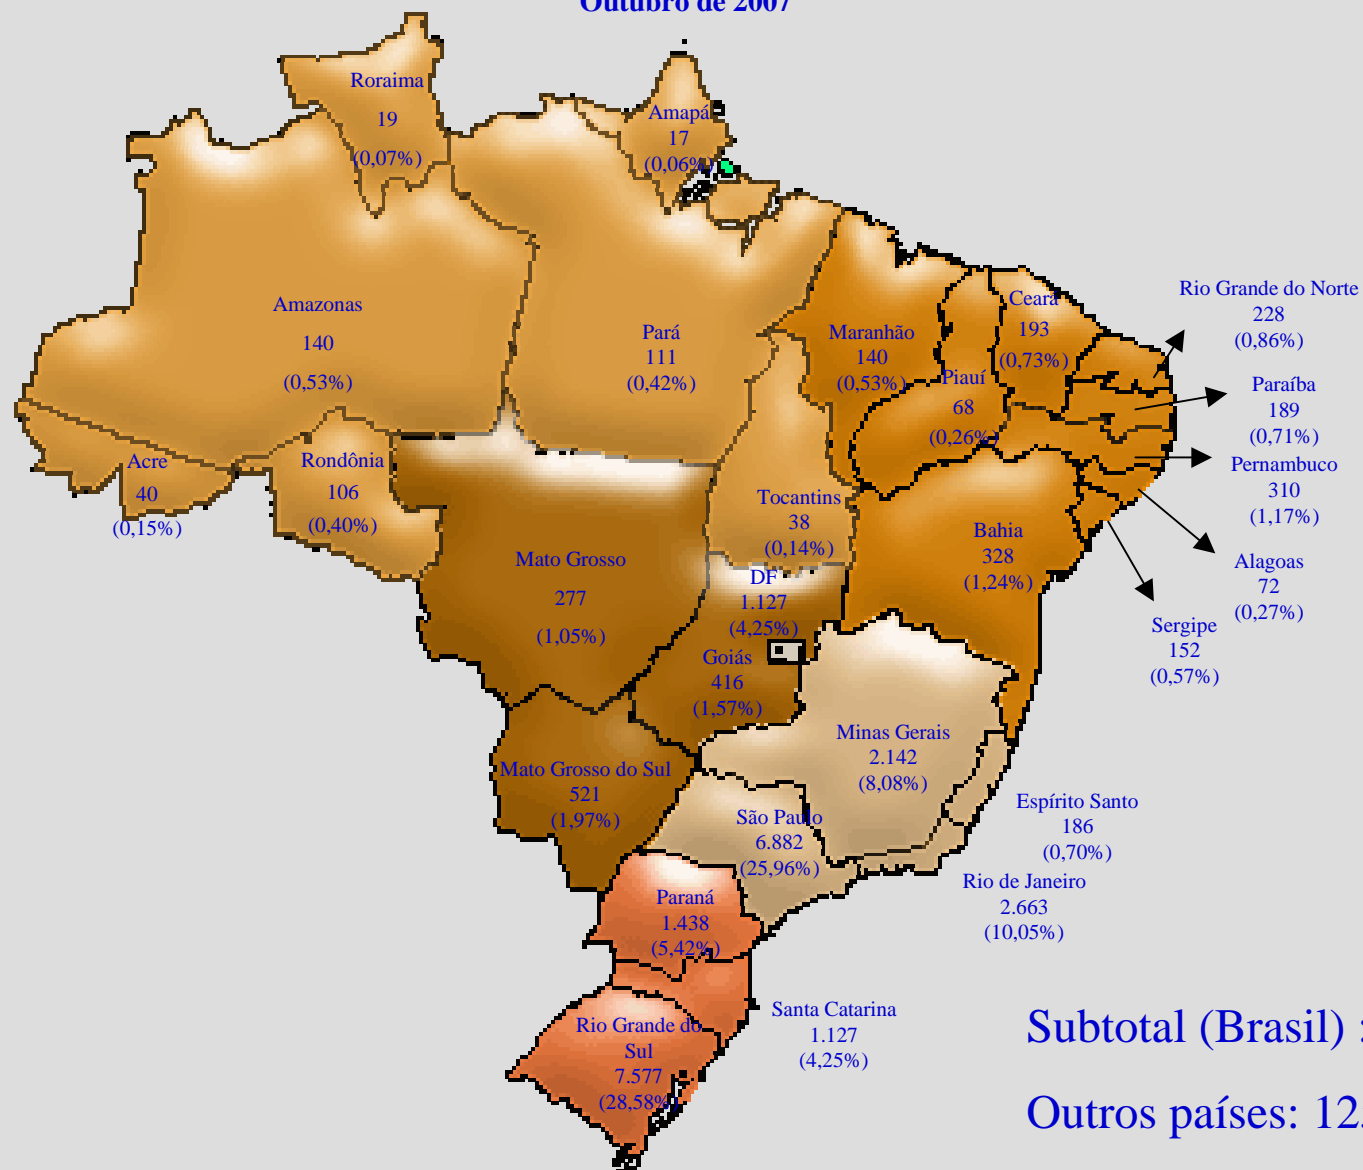 Outubro de 2007
Roraima
19
(0,07%)
Amapá
17
(0,06%)
Amazonas
140
(0,53%)
Pará
111
(0,42%)
Maranhão
140
(0,53%)
Piauí
68
(0,26%)
Ceará
193
(0,73%)
Rio Grande do Norte
228
(0,86%)
Paraíba
189
(0,71%)
Pernambuco
310
(1,17%)
Alagoas
72
(0,27%)
Sergipe
152
(0,57%)
Acre
40
(0,15%)
Rondônia
106
(0,40%)
Tocantins
38
(0,14%)
Bahia
328
(1,24%)
Mato Grosso
277
(1,05%)
DF
1.127
(4,25%)
Goiás
416
(1,57%)
Minas Gerais
2.142
(8,08%)
Mato Grosso do Sul
521
(1,97%)
São Paulo
6.882
(25,96%)
Espírito Santo
186
(0,70%)
Rio de Janeiro
2.663
(10,05%)
Paraná
1.438
(5,42%)
Santa Catarina
1.127
(4,25%)
Rio Grande do
Sul
7.577
(28,58%)
Subtotal (Brasil) :
Outros países: